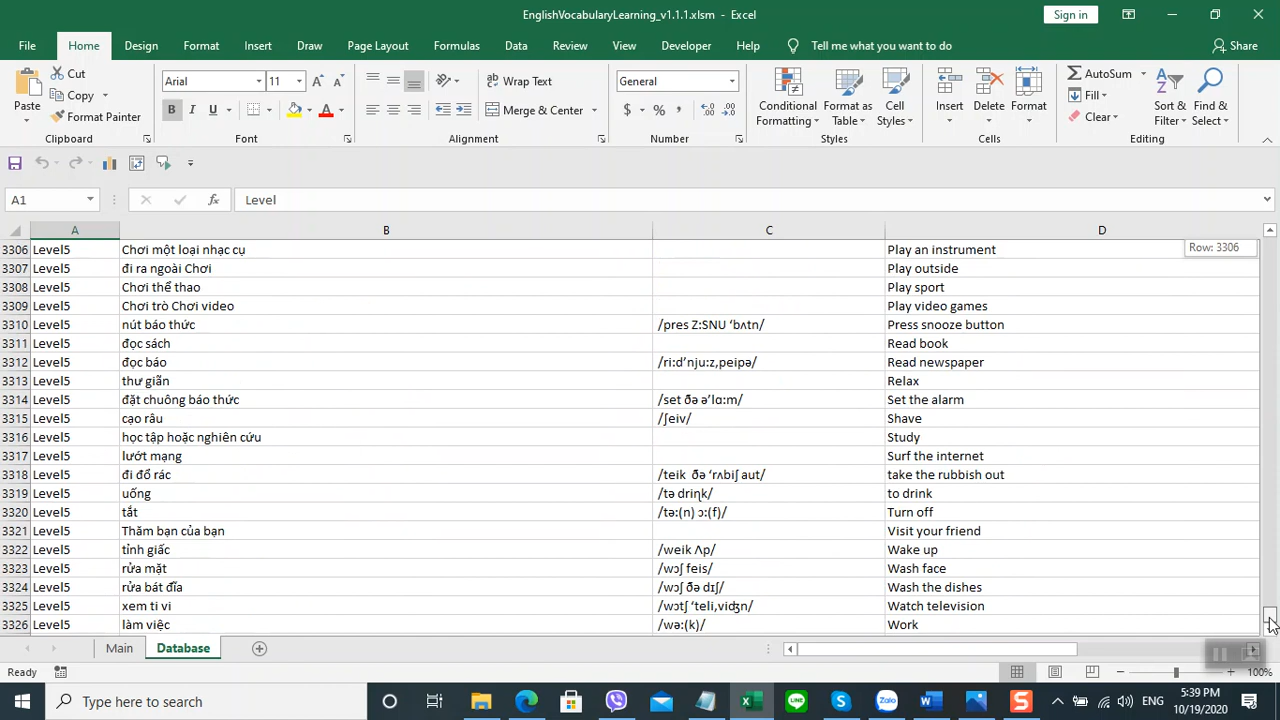 EnglishVocabularyLearning_v1.1.1.xlsm - Excel
Sign in
File Home Design Format Insert Draw Page Layout Formulas Data Review View Developer Help Tell me what you want to do Share
Paste
Cut
Copy
Format Painter
Clipboard
Arial 11
B I U
Font
Wrap Text
Merge & Center
Alignment
General
$ % ,
Number
Conditional Formatting
Format as Table
Cell Styles
Styles
Insert Delete Format
Cells
AutoSum
Fill
Clear
Sort & Filter
Find & Select
Editing
A1 fx Level
A B C D
3306 Level5 Chơi một loại nhạc cụ Play an instrument Row: 3306
3307 Level5 đi ra ngoài Chơi Play outside
3308 Level5 Chơi thể thao Play sport
3309 Level5 Chơi trò Chơi video Play video games
3310 Level5 nút báo thức /pres Z:SNU ‘bʌtn/ Press snooze button
3311 Level5 đọc sách Read book
3312 Level5 đọc báo /ri:d’nju:z,peipə/ Read newspaper
3313 Level5 thư giãn Relax
3314 Level5 đặt chuông báo thức /set ðə ə’lɑ:m/ Set the alarm
3315 Level5 cạo râu /ʃeiv/ Shave
3316 Level5 học tập hoặc nghiên cứu Study
3317 Level5 lướt mạng Surf the internet
3318 Level5 đi đổ rác /teik ðə ‘rʌbiʃ aut/ take the rubbish out
3319 Level5 uống /tə driɳk/ to drink
3320 Level5 tắt /tə:(n) ɔ:(f)/ Turn off
3321 Level5 Thăm bạn của bạn Visit your friend
3322 Level5 tỉnh giấc /weik Λp/ Wake up
3323 Level5 rửa mặt /wɔʃ feis/ Wash face
3324 Level5 rửa bát đĩa /wɔʃ ðə dɪʃ/ Wash the dishes
3325 Level5 xem ti vi /wɔtʃ ‘teli,viʤn/ Watch television
3326 Level5 làm việc /wə:(k)/ Work
Main Database
Ready 100%
Type here to search ENG 5:39 PM
10/19/2020